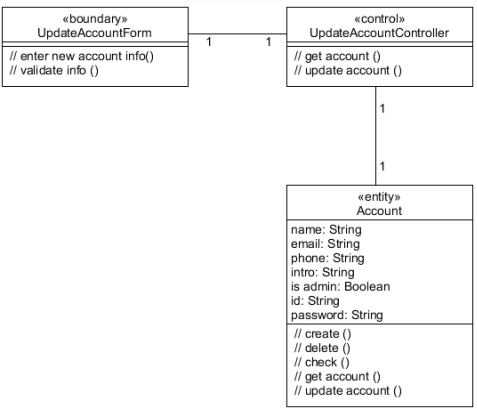 «boundary»
UpdateAccountForm
// enter new account info()
// validate info ()
1
1
«control»
UpdateAccountController
// get account ()
// update account ()
1
1
«entity»
Account
name: String
email: String
phone: String
intro: String
is admin: Boolean
id: String
password: String
// create ()
// delete ()
// check ()
// get account ()
// update account ()